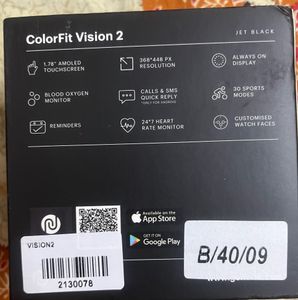 ColorFit Vision 2
JET BLACK
1.78" AMOLED
TOUCHSCREEN
368*448 PX
RESOLUTION
ALWAYS ON
DISPLAY
BLOOD OXYGEN
MONITOR
CALLS & SMS
QUICK REPLY
*ONLY FOR ANDROID
30 SPORTS
MODES
REMINDERS
24*7 HEART
RATE MONITOR
CUSTOMISED
WATCH FACES
Available on the
App Store
GET IT ON
Google Play
VISION2
2130078
B/40/09